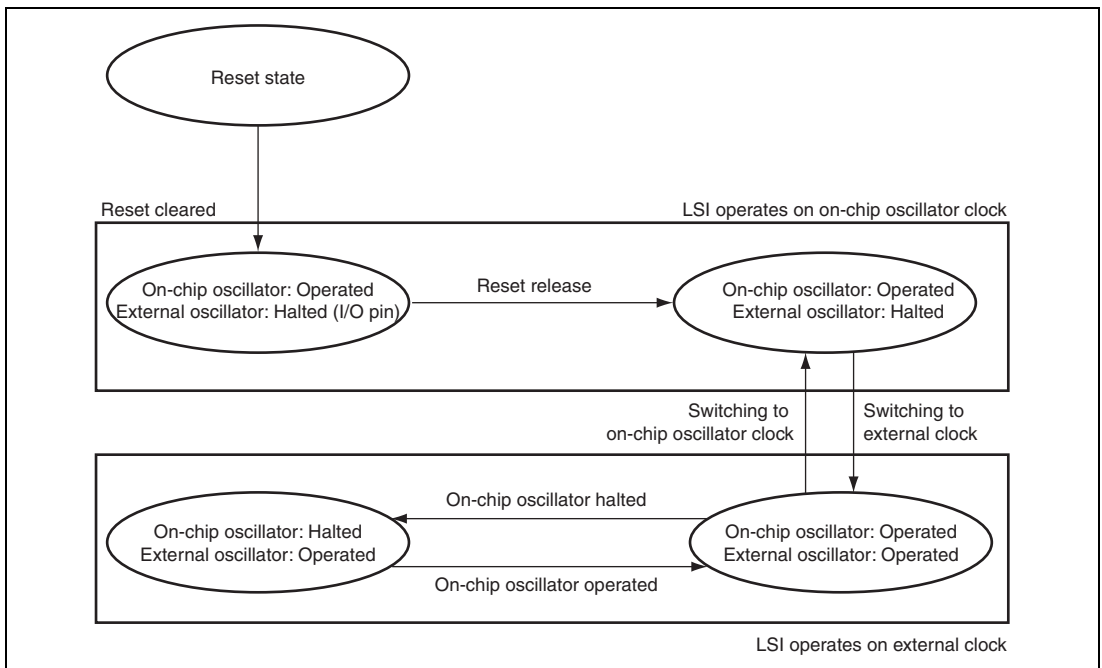 Reset state
Reset cleared
LSI operates on on-chip oscillator clock
On-chip oscillator: Operated
External oscillator: Halted (I/O pin)
Reset release
On-chip oscillator: Operated
External oscillator: Halted
Switching to
on-chip oscillator clock
Switching to
external clock
On-chip oscillator halted
On-chip oscillator: Halted
External oscillator: Operated
On-chip oscillator: Operated
External oscillator: Operated
On-chip oscillator operated
LSI operates on external clock